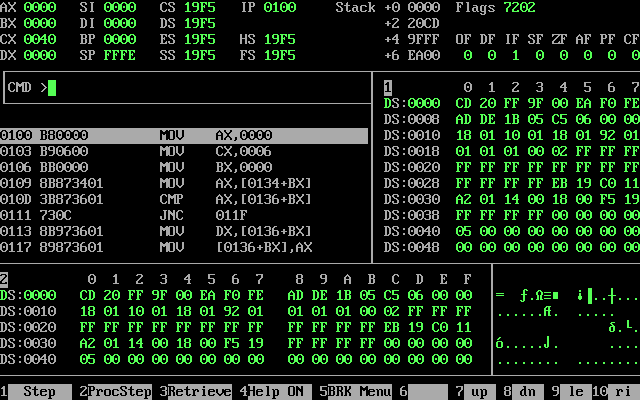 AX 0000 SI 0000 CS 19F5 IP 0100 Stack +0 0000 Flags 7202
BX 0000 DI 0000 DS 19F5 +2 20CD
CX 0040 BP 0000 ES 19F5 HS 19F5 +4 9FFF OF DF IF SF ZF AF PF CF
DX 0000 SP FFFE SS 19F5 FS 19F5 +6 EA00 0 0 1 0 0 0 0 0
CMD >
1 0 1 2 3 4 5 6 7
DS:0000 CD 20 FF 9F 00 EA F0 FE
DS:0008 AD DE 1B 05 C5 06 00 00
DS:0010 18 01 10 01 18 01 92 01
DS:0018 01 01 01 00 02 FF FF FF
DS:0020 FF FF FF FF FF FF FF FF
DS:0028 FF FF FF FF EB 19 C0 11
DS:0030 A2 01 14 00 18 00 F5 19
DS:0038 FF FF FF FF 00 00 00 00
DS:0040 05 00 00 00 00 00 00 00
DS:0048 00 00 00 00 00 00 00 00
0100 B80000 MOV AX,0000
0103 B90600 MOV CX,0006
0106 BB0000 MOV BX,0000
0109 8B873401 MOV AX,[0134+BX]
010D 3B873601 CMP AX,[0136+BX]
0111 730C JNC 011F
0113 8B973601 MOV DX,[0136+BX]
0117 89873601 MOV [0136+BX],AX
2 0 1 2 3 4 5 6 7 8 9 A B C D E F
DS:0000 CD 20 FF 9F 00 EA F0 FE AD DE 1B 05 C5 06 00 00
DS:0010 18 01 10 01 18 01 92 01 01 01 01 00 02 FF FF FF
DS:0020 FF FF FF FF FF FF FF FF FF FF FF FF EB 19 C0 11
DS:0030 A2 01 14 00 18 00 F5 19 FF FF FF FF 00 00 00 00
DS:0040 05 00 00 00 00 00 00 00 00 00 00 00 00 00 00 00
1 Step 2 ProcStep 3 Retrieve 4 Help ON 5 BRK Menu 6 7 up 8 dn 9 le 10 ri